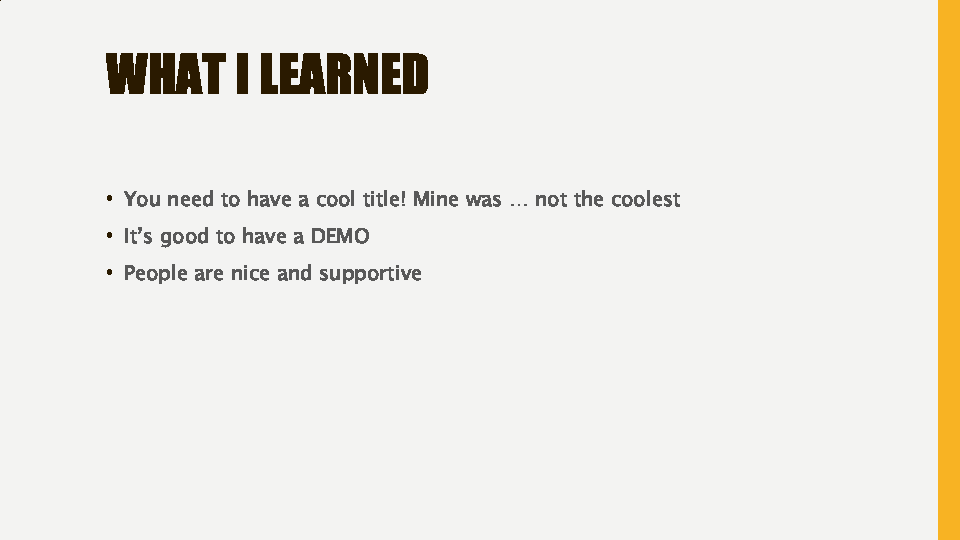 WHAT I LEARNED
• You need to have a cool title! Mine was … not the coolest
• It’s good to have a DEMO
• People are nice and supportive